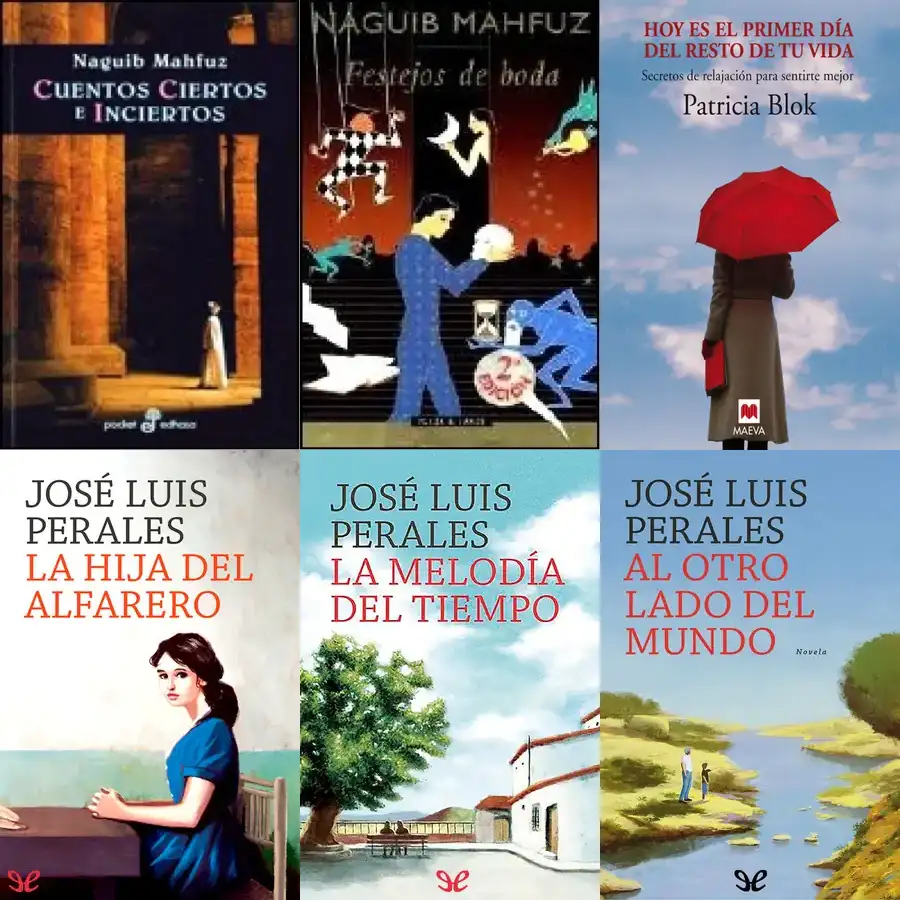 Naguib Mahfuz
CUENTOS CIERTOS
E INCIERTOS
pocket edhasa
NAGUIB MAHFUZ
Festejos de boda
2ª
EDICIÓN
HOY ES EL PRIMER DÍA
DEL RESTO DE TU VIDA
Secretos de relajación para sentirte mejor
Patricia Blok
MAEVA
JOSÉ LUIS
PERALES
LA HIJA DEL
ALFARERO
JOSÉ LUIS
PERALES
LA MELODÍA
DEL TIEMPO
JOSÉ LUIS
PERALES
AL OTRO
LADO DEL
MUNDO
Novela